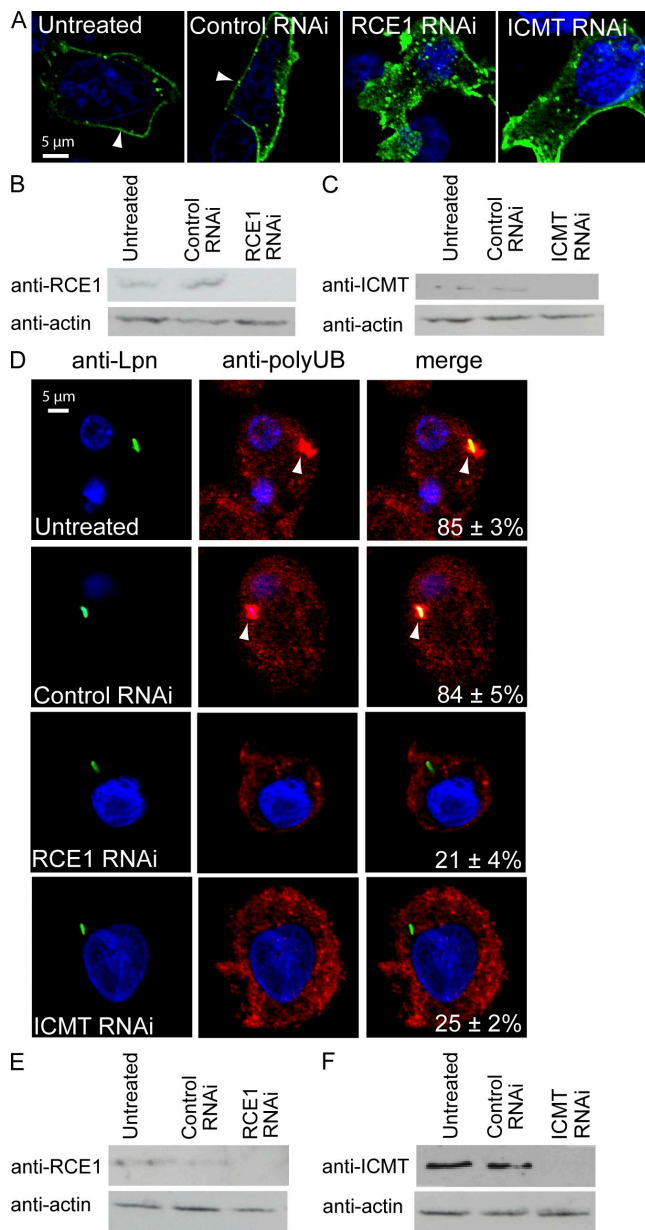 A
Untreated
Control RNAi
RCE1 RNAi
ICMT RNAi
5 µm
B
Untreated
Control
RNAi
RCE1
RNAi
anti-RCE1
anti-actin
C
Untreated
Control
RNAi
ICMT
RNAi
anti-ICMT
anti-actin
D
anti-Lpn
anti-polyUB
merge
5 µm
Untreated
85 ± 3%
Control RNAi
84 ± 5%
RCE1 RNAi
21 ± 4%
ICMT RNAi
25 ± 2%
E
Untreated
Control
RNAi
RCE1
RNAi
anti-RCE1
anti-actin
F
Untreated
Control
RNAi
ICMT
RNAi
anti-ICMT
anti-actin